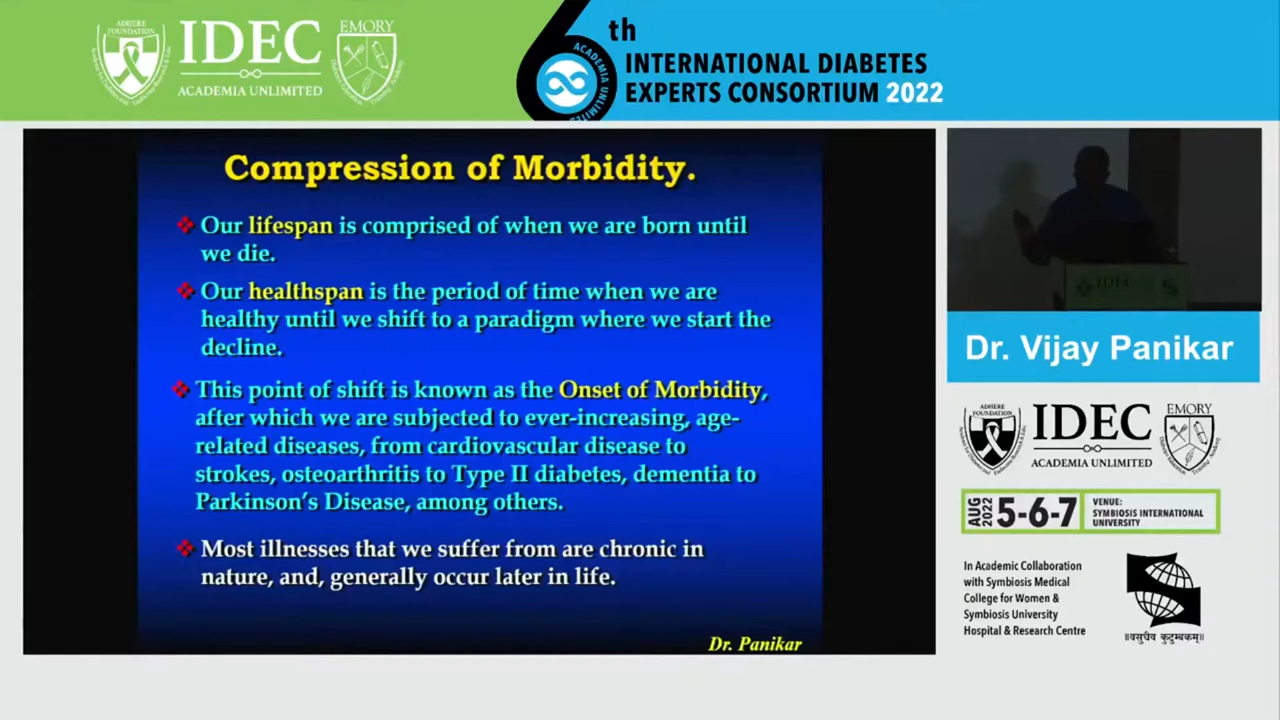 ADHERE
FOUNDATION
IDEC
ACADEMIA UNLIMITED
EMORY
6th
ACADEMIA UNLIMITED
INTERNATIONAL DIABETES
EXPERTS CONSORTIUM 2022
Compression of Morbidity.
Our lifespan is comprised of when we are born until
we die.
Our healthspan is the period of time when we are
healthy until we shift to a paradigm where we start the
decline.
This point of shift is known as the Onset of Morbidity,
after which we are subjected to ever-increasing, age-
related diseases, from cardiovascular disease to
strokes, osteoarthritis to Type II diabetes, dementia to
Parkinson's Disease, among others.
Most illnesses that we suffer from are chronic in
nature, and, generally occur later in life.
Dr. Panikar
IDEC
Dr. Vijay Panikar
ADHERE
FOUNDATION
IDEC
ACADEMIA UNLIMITED
EMORY
AUG
2022
5-6-7
VENUE:
SYMBIOSIS INTERNATIONAL
UNIVERSITY
In Academic Collaboration
with Symbiosis Medical
College for Women &
Symbiosis University
Hospital & Research Centre
॥वसुधैव कुटुम्बकम्॥